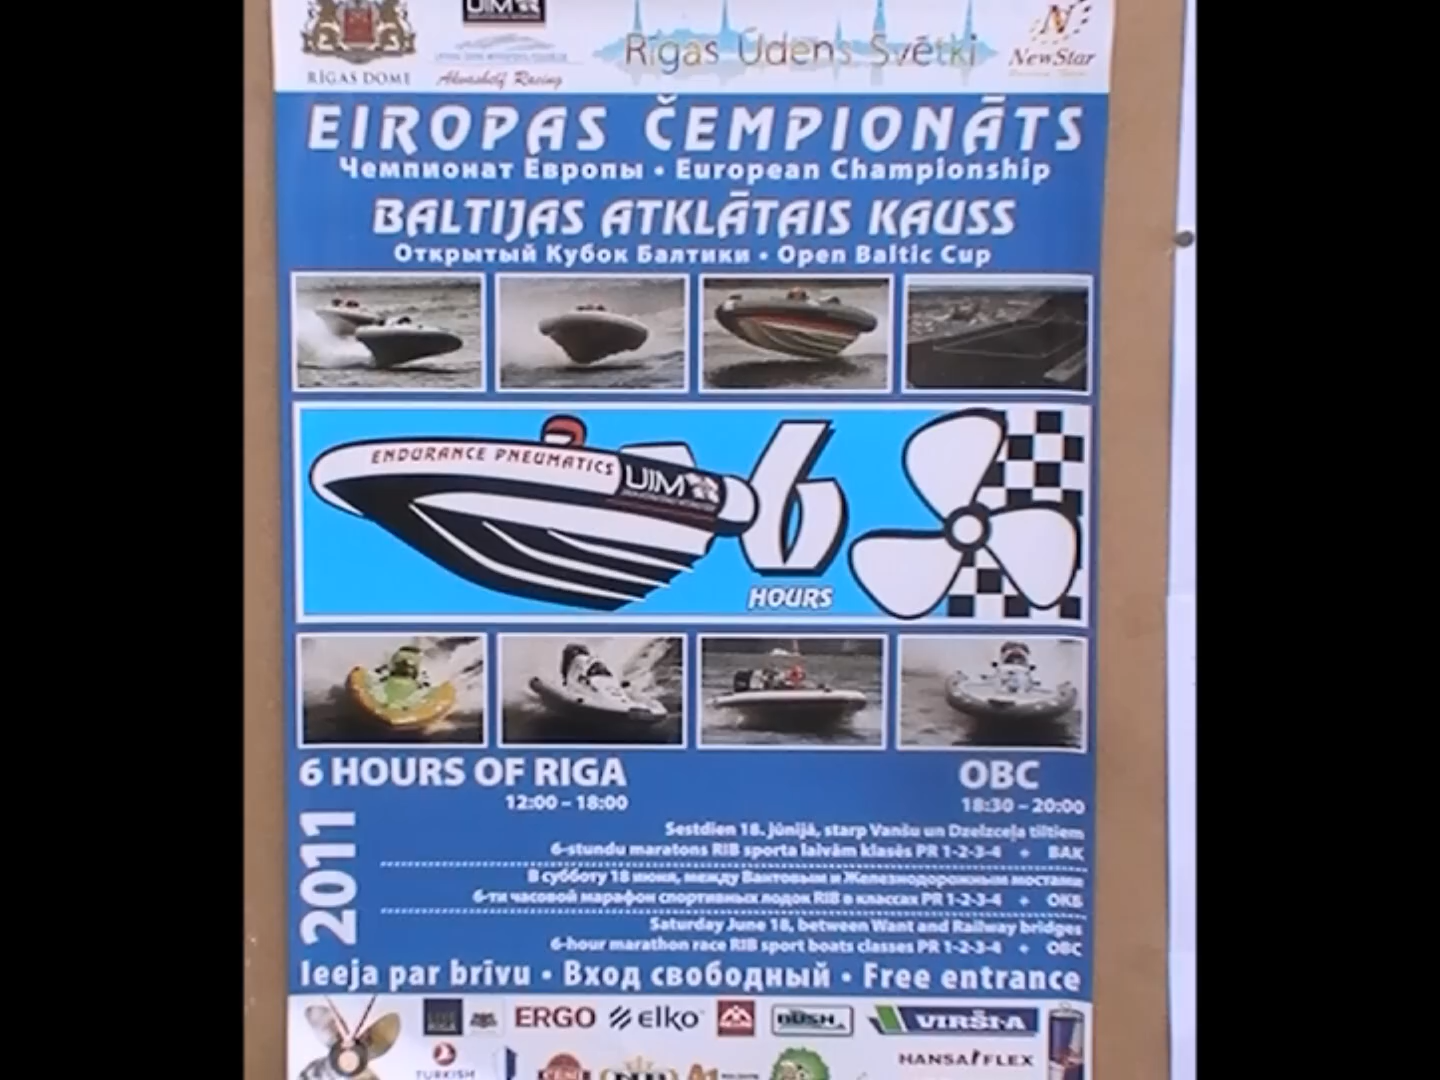 UIM
Rīgas Ūdens Svētki
NewStar
RĪGAS DOME
Akvashelf Racing
EIROPAS ČEMPIONĀTS
Чемпионат Европы • European Championship
BALTIJAS ATKLĀTAIS KAUSS
Открытый Кубок Балтики • Open Baltic Cup
ENDURANCE PNEUMATICS
UIM
6
HOURS
6 HOURS OF RIGA
OBC
12:00 – 18:00
18:30 – 20:00
2011
Sestdien 18. jūnijā, starp Vanšu un Dzelzceļa tiltiem
6-stundu maratons RIB sporta laivām klasēs PR 1-2-3-4 + BAK
В субботу 18 июня, между Вантовым и Железнодорожным мостами
6-ти часовой марафон спортивных лодок RIB в классах PR 1-2-3-4 + ОКБ
Saturday June 18, between Want and Railway bridges
6-hour marathon race RIB sport boats classes PR 1-2-3-4 + OBC
Ieeja par brīvu • Вход свободный • Free entrance
ERGO
elko
BUSH
VIRŠI-A
TURKISH
HANSA FLEX